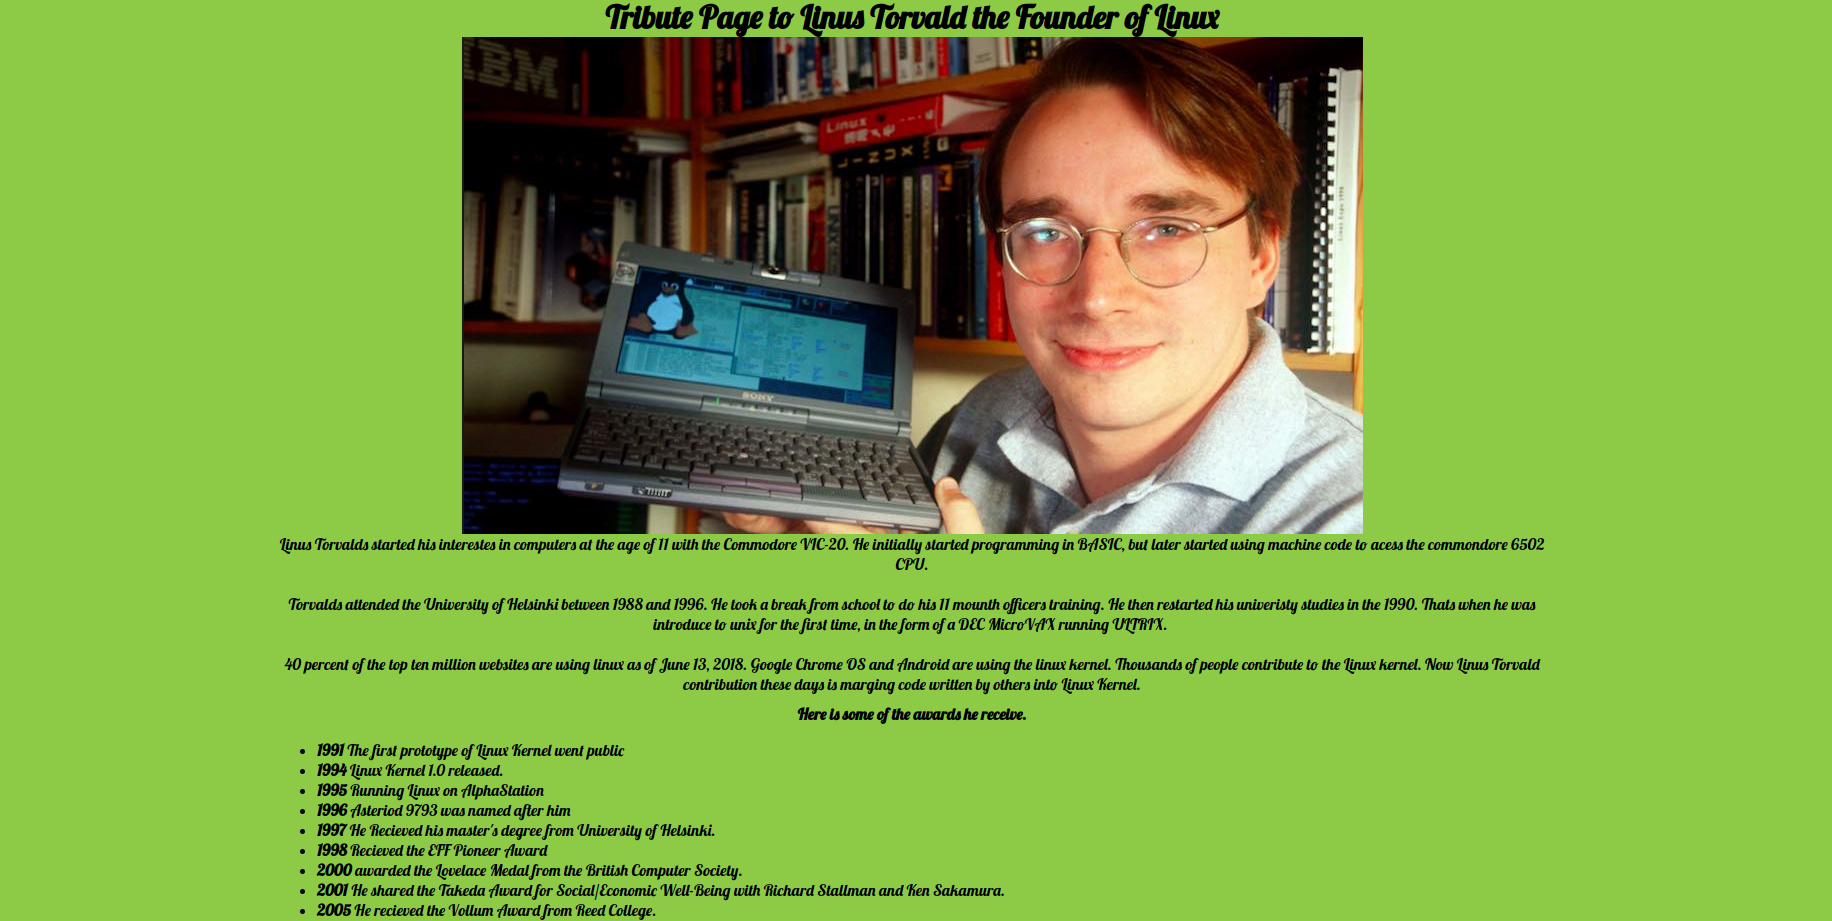 Tribute Page to Linus Torvald the Founder of Linux
IBM
Linux
LINUX
SONY
Linus Torvalds started his interestes in computers at the age of 11 with the Commodore VIC-20. He initially started programming in BASIC, but later started using machine code to acess the commondore 6502
CPU.
Torvalds attended the University of Helsinki between 1988 and 1996. He took a break from school to do his 11 mounth officers training. He then restarted his univeristy studies in the 1990. Thats when he was
introduce to unix for the first time, in the form of a DEC MicroVAX running ULTRIX.
40 percent of the top ten million websites are using linux as of June 13, 2018. Google Chrome OS and Android are using the linux kernel. Thousands of people contribute to the Linux kernel. Now Linus Torvald
contribution these days is marging code written by others into Linux Kernel.
Here is some of the awards he receive.
1991 The first prototype of Linux Kernel went public
1994 Linux Kernel 1.0 released.
1995 Running Linux on AlphaStation
1996 Asteriod 9793 was named after him
1997 He Recieved his master's degree from University of Helsinki.
1998 Recieved the EFF Pioneer Award
2000 awarded the Lovelace Medal from the British Computer Society.
2001 He shared the Takeda Award for Social/Economic Well-Being with Richard Stallman and Ken Sakamura.
2005 He recieved the Vollum Award from Reed College.